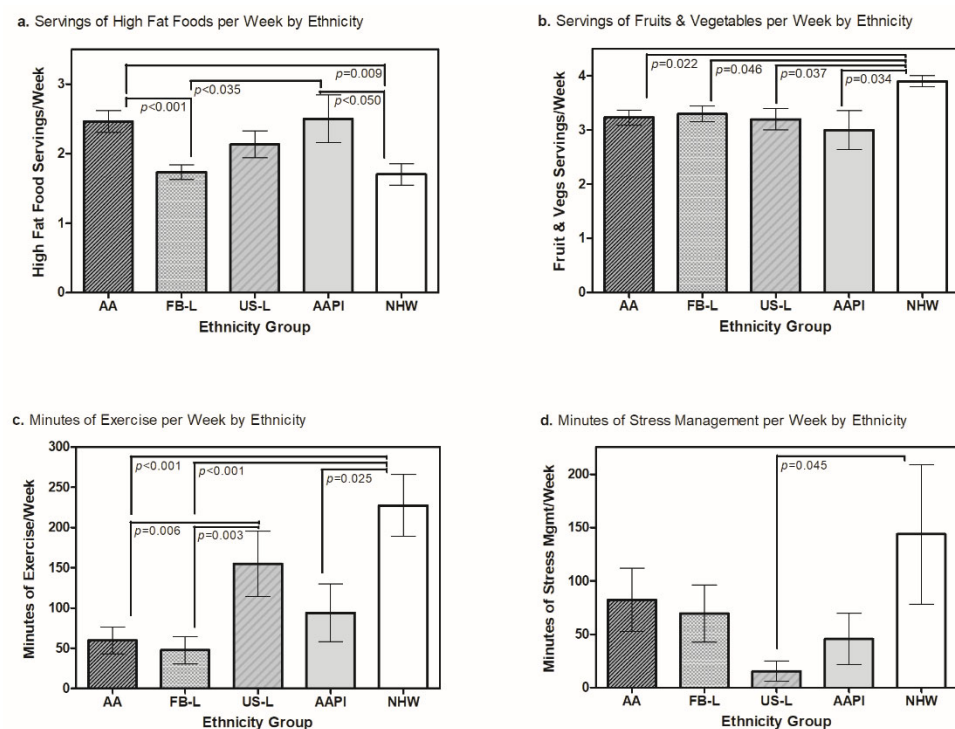 a. Servings of High Fat Foods per Week by Ethnicity
High Fat Food Servings/Week
3
2
1
0
p=0.009
p<0.035
p<0.050
p<0.001
AA FB-L US-L AAPI NHW
Ethnicity Group
b. Servings of Fruits & Vegetables per Week by Ethnicity
Fruit & Vegs Servings/Week
4
3
2
1
0
p=0.022
p=0.046
p=0.037
p=0.034
AA FB-L US-L AAPI NHW
Ethnicity Group
c. Minutes of Exercise per Week by Ethnicity
Minutes of Exercise/Week
300
250
200
150
100
50
0
p<0.001
p<0.001
p=0.025
p=0.006
p=0.003
AA FB-L US-L AAPI NHW
Ethnicity Group
d. Minutes of Stress Management per Week by Ethnicity
Minutes of Stress Mgmt/Week
200
150
100
50
0
p=0.045
AA FB-L US-L AAPI NHW
Ethnicity Group